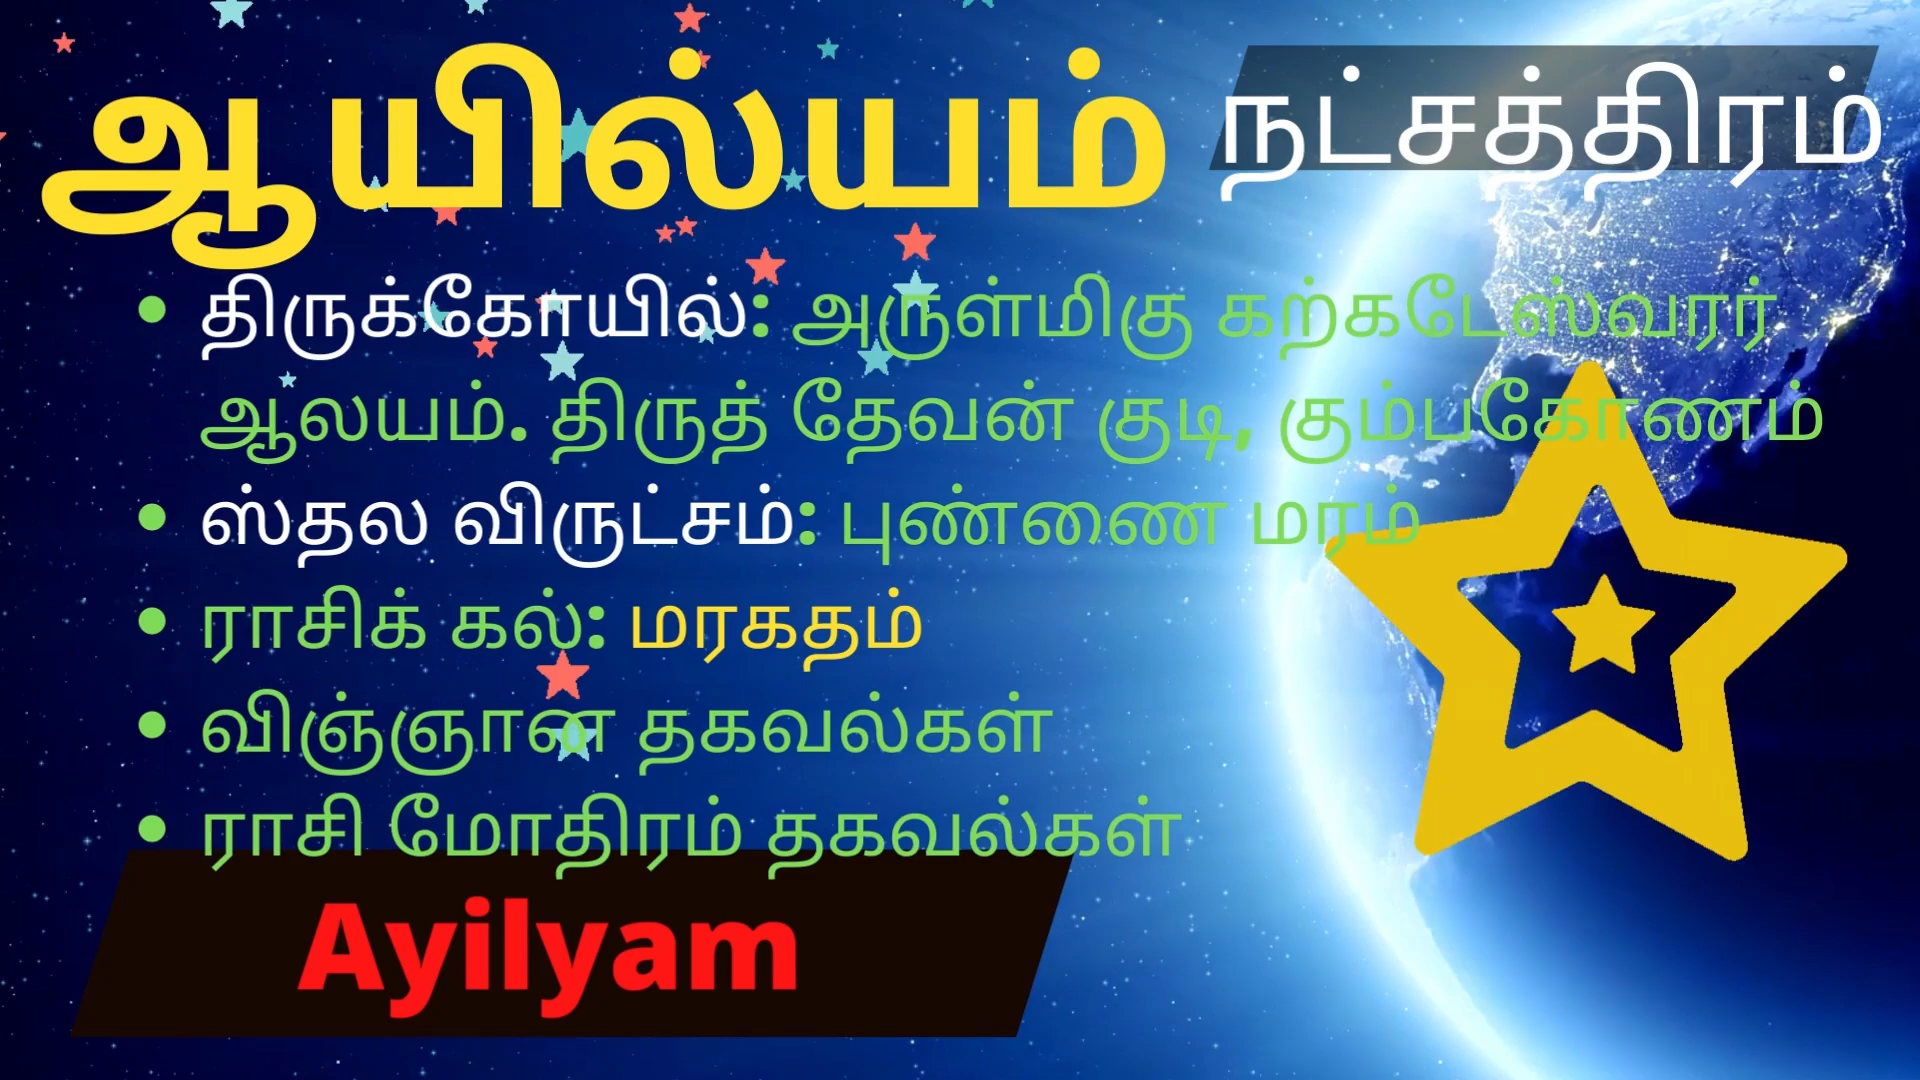 ஆயில்யம் நட்சத்திரம்
• திருக்கோயில்: அருள்மிகு கற்கடேஸ்வரர்
ஆலயம். திருத் தேவன் குடி, கும்பகோணம்
• ஸ்தல விருட்சம்: புண்ணை மரம்
• ராசிக் கல்: மரகதம்
• விஞ்ஞான தகவல்கள்
• ராசி மோதிரம் தகவல்கள்
Ayilyam